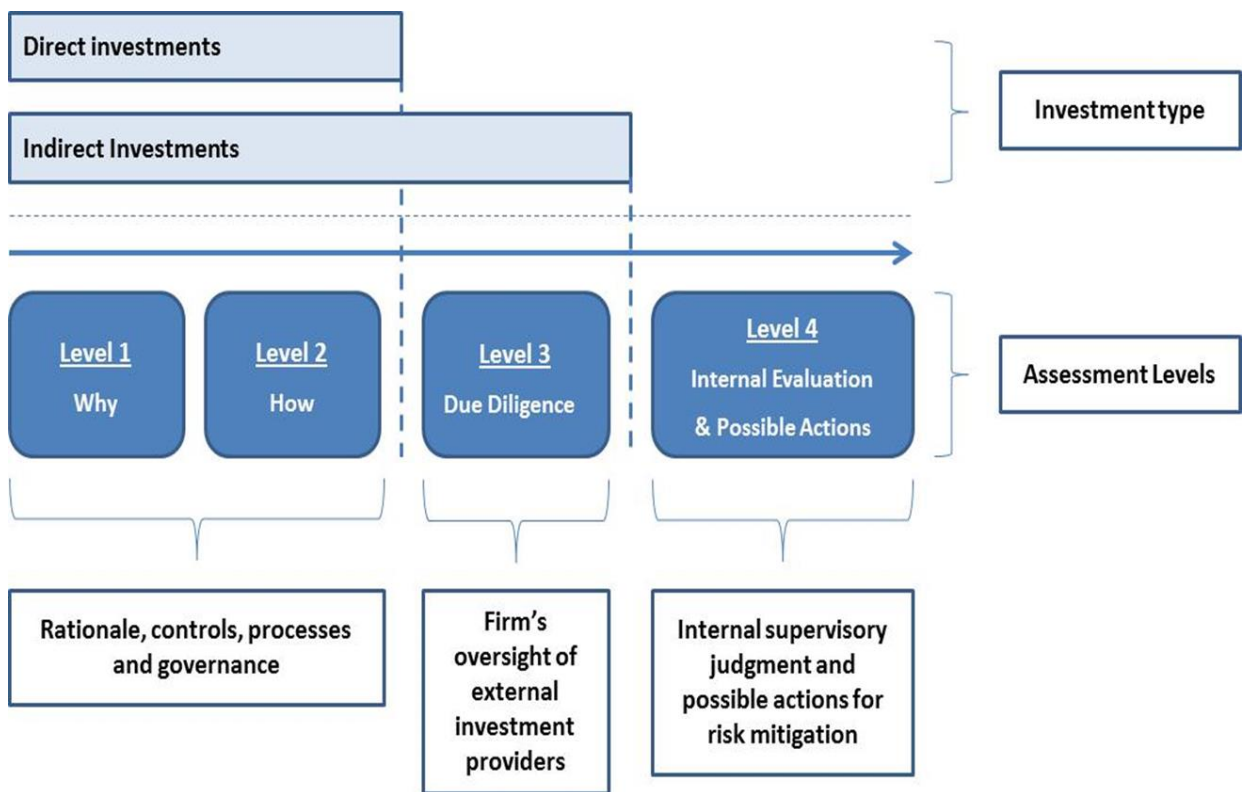 Direct investments
Indirect Investments
Investment type
Level 1
Why
Level 2
How
Level 3
Due Diligence
Level 4
Internal Evaluation
& Possible Actions
Assessment Levels
Rationale, controls, processes
and governance
Firm's
oversight of
external
investment
providers
Internal supervisory
judgment and
possible actions for
risk mitigation